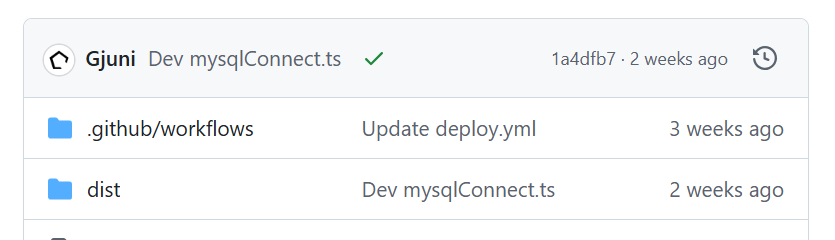 Gjuni Dev mysqlConnect.ts 1a4dfb7 · 2 weeks ago
.github/workflows Update deploy.yml 3 weeks ago
dist Dev mysqlConnect.ts 2 weeks ago